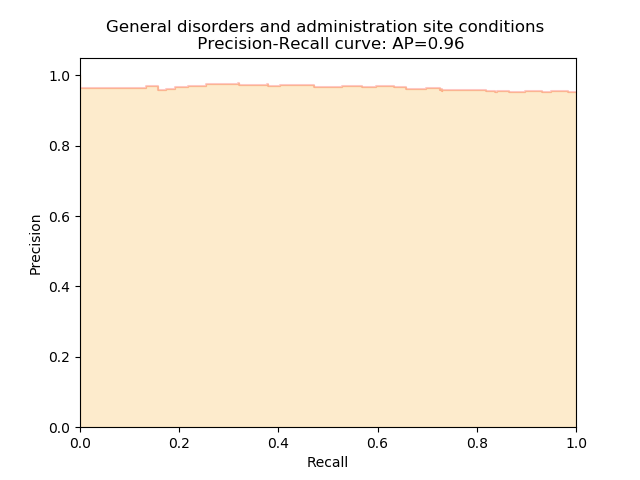 General disorders and administration site conditions
Precision-Recall curve: AP=0.96
1.0
0.8
0.6
0.4
0.2
0.0
Precision
0.0 0.2 0.4 0.6 0.8 1.0
Recall